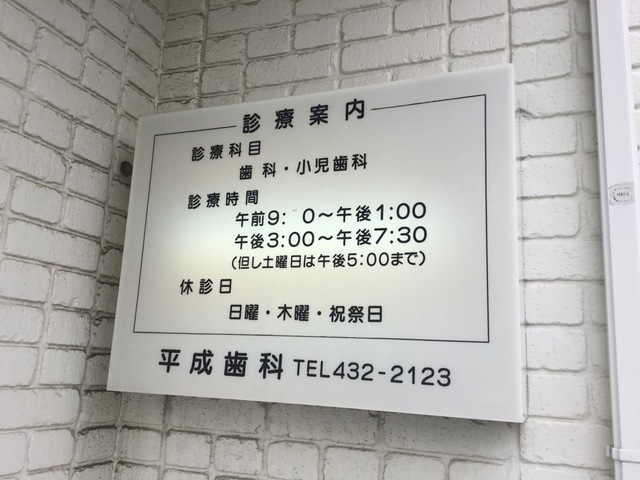 診療案内
診療科目
歯科・小児歯科
診療時間
午前9: 0～午後1:00
午後3:00～午後7:30
(但し土曜日は午後5:00まで)
休診日
日曜・木曜・祝祭日
平成歯科 TEL432-2123